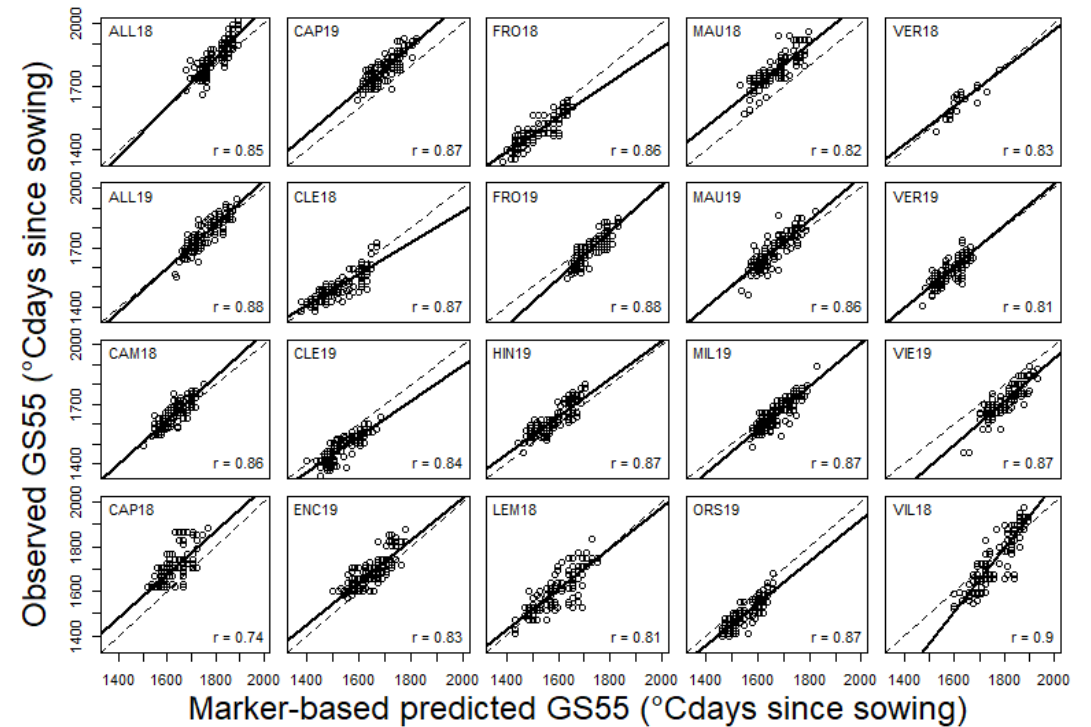 Observed GS55 (°Cdays since sowing)
2000
1700
1400
ALL18
r = 0.85
CAP19
r = 0.87
FRO18
r = 0.86
MAU18
r = 0.82
VER18
r = 0.83
2000
1700
1400
ALL19
r = 0.88
CLE18
r = 0.87
FRO19
r = 0.88
MAU19
r = 0.86
VER19
r = 0.81
2000
1700
1400
CAM18
r = 0.86
CLE19
r = 0.84
HIN19
r = 0.87
MIL19
r = 0.87
VIE19
r = 0.87
2000
1800
1600
1400
CAP18
r = 0.74
ENC19
r = 0.83
LEM18
r = 0.81
ORS19
r = 0.87
VIL18
r = 0.9
1400 1600 1800 2000 1400 1600 1800 2000 1400 1600 1800 2000 1400 1600 1800 2000 1400 1600 1800 2000
Marker-based predicted GS55 (°Cdays since sowing)